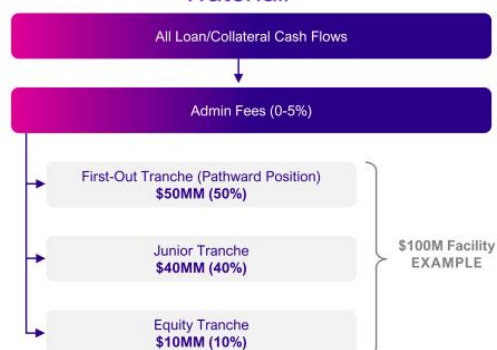 All Loan/Collateral Cash Flows
Admin Fees (0-5%)
First-Out Tranche (Pathward Position)
$50MM (50%)
Junior Tranche
$40MM (40%)
$100M Facility
EXAMPLE
Equity Tranche
$10MM (10%)